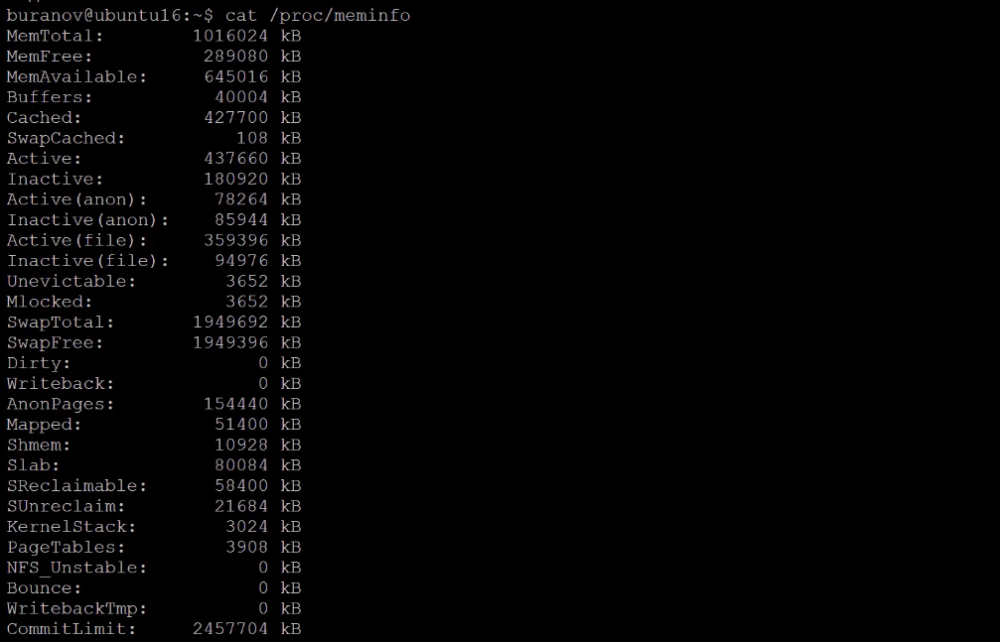 buranov@ubuntu16:~$ cat /proc/meminfo
MemTotal:        1016024 kB
MemFree:          289080 kB
MemAvailable:     645016 kB
Buffers:           40004 kB
Cached:           427700 kB
SwapCached:          108 kB
Active:           437660 kB
Inactive:         180920 kB
Active(anon):      78264 kB
Inactive(anon):    85944 kB
Active(file):     359396 kB
Inactive(file):    94976 kB
Unevictable:        3652 kB
Mlocked:            3652 kB
SwapTotal:       1949692 kB
SwapFree:        1949396 kB
Dirty:                 0 kB
Writeback:             0 kB
AnonPages:        154440 kB
Mapped:            51400 kB
Shmem:             10928 kB
Slab:              80084 kB
SReclaimable:      58400 kB
SUnreclaim:        21684 kB
KernelStack:        3024 kB
PageTables:         3908 kB
NFS_Unstable:          0 kB
Bounce:                0 kB
WritebackTmp:          0 kB
CommitLimit:     2457704 kB